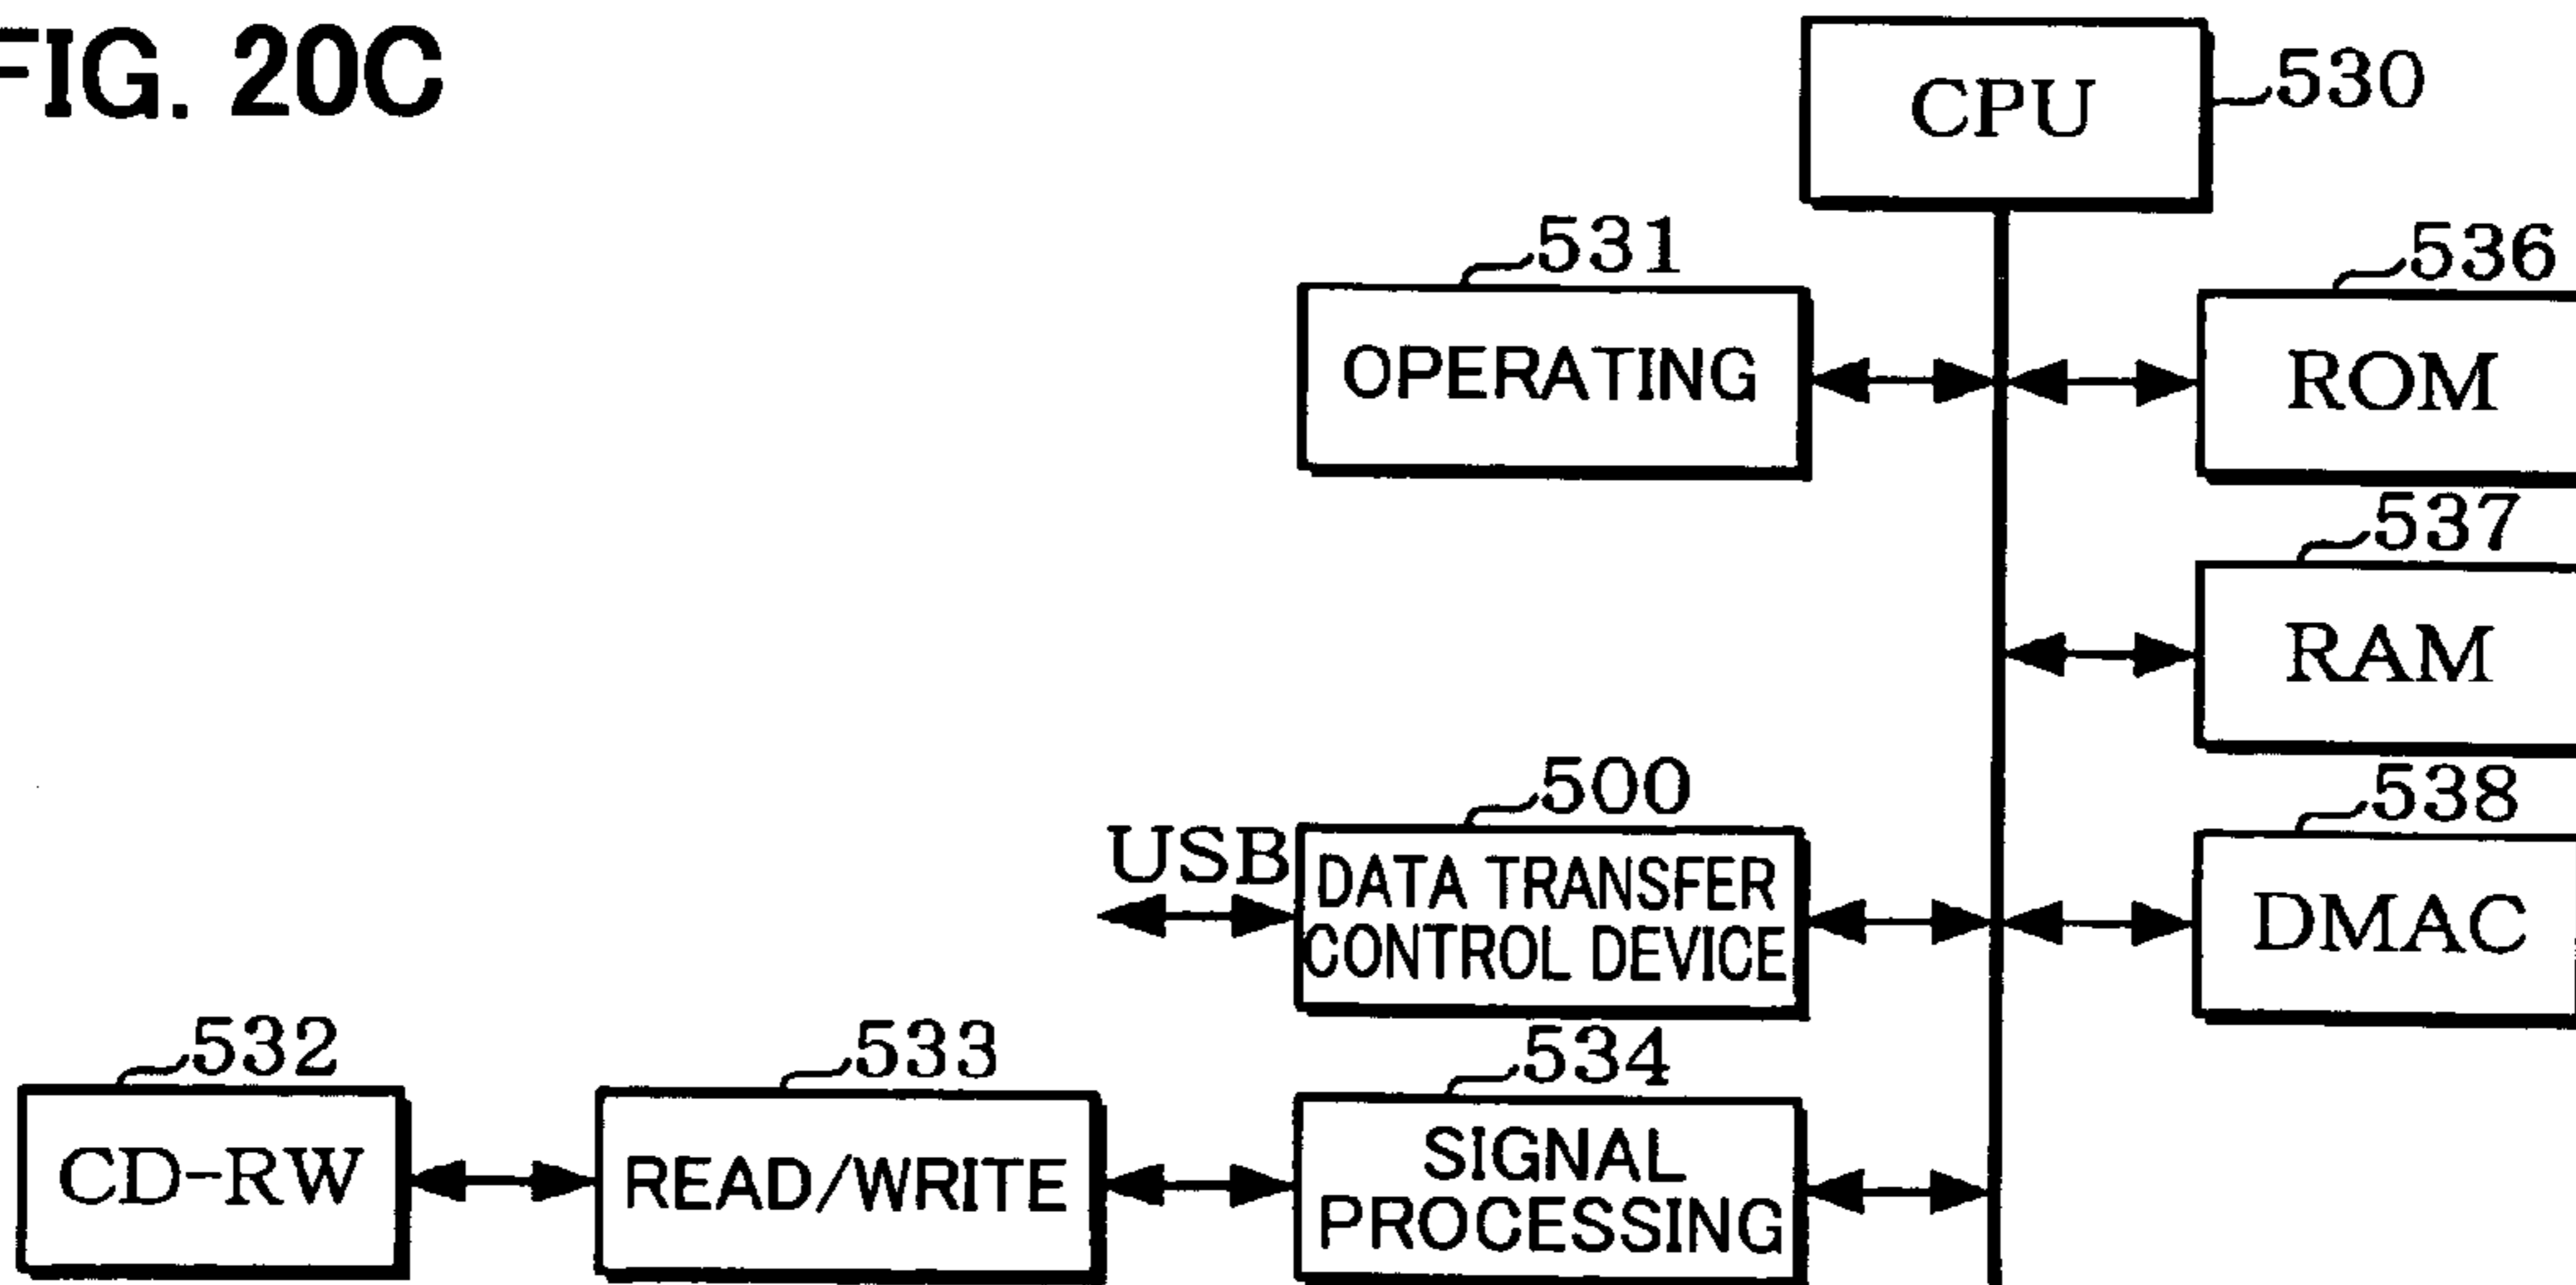 FIG. 20C
CPU
530
531
OPERATING
536
ROM
537
RAM
500
USB
DATA TRANSFER
CONTROL DEVICE
538
DMAC
532
CD-RW
533
READ/WRITE
534
SIGNAL
PROCESSING